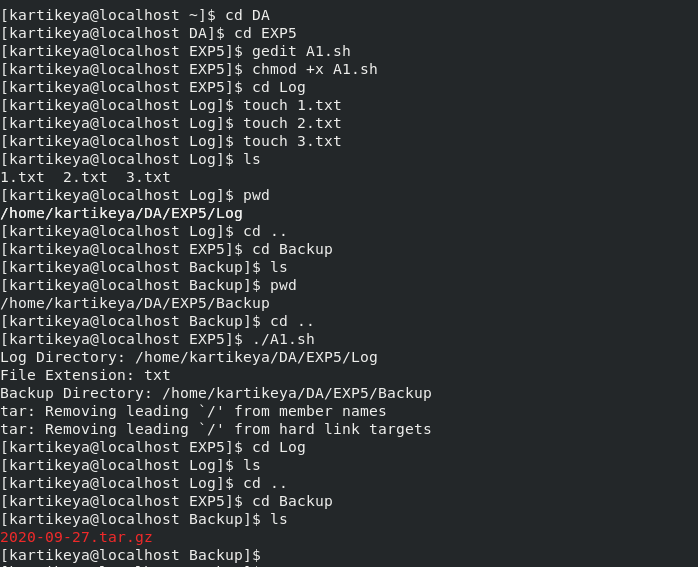 [kartikeya@localhost ~]$ cd DA
[kartikeya@localhost DA]$ cd EXP5
[kartikeya@localhost EXP5]$ gedit A1.sh
[kartikeya@localhost EXP5]$ chmod +x A1.sh
[kartikeya@localhost EXP5]$ cd Log
[kartikeya@localhost Log]$ touch 1.txt
[kartikeya@localhost Log]$ touch 2.txt
[kartikeya@localhost Log]$ touch 3.txt
[kartikeya@localhost Log]$ ls
1.txt  2.txt  3.txt
[kartikeya@localhost Log]$ pwd
/home/kartikeya/DA/EXP5/Log
[kartikeya@localhost Log]$ cd ..
[kartikeya@localhost EXP5]$ cd Backup
[kartikeya@localhost Backup]$ ls
[kartikeya@localhost Backup]$ pwd
/home/kartikeya/DA/EXP5/Backup
[kartikeya@localhost Backup]$ cd ..
[kartikeya@localhost EXP5]$ ./A1.sh
Log Directory: /home/kartikeya/DA/EXP5/Log
File Extension: txt
Backup Directory: /home/kartikeya/DA/EXP5/Backup
tar: Removing leading `/' from member names
tar: Removing leading `/' from hard link targets
[kartikeya@localhost EXP5]$ cd Log
[kartikeya@localhost Log]$ ls
[kartikeya@localhost Log]$ cd ..
[kartikeya@localhost EXP5]$ cd Backup
[kartikeya@localhost Backup]$ ls
2020-09-27.tar.gz
[kartikeya@localhost Backup]$